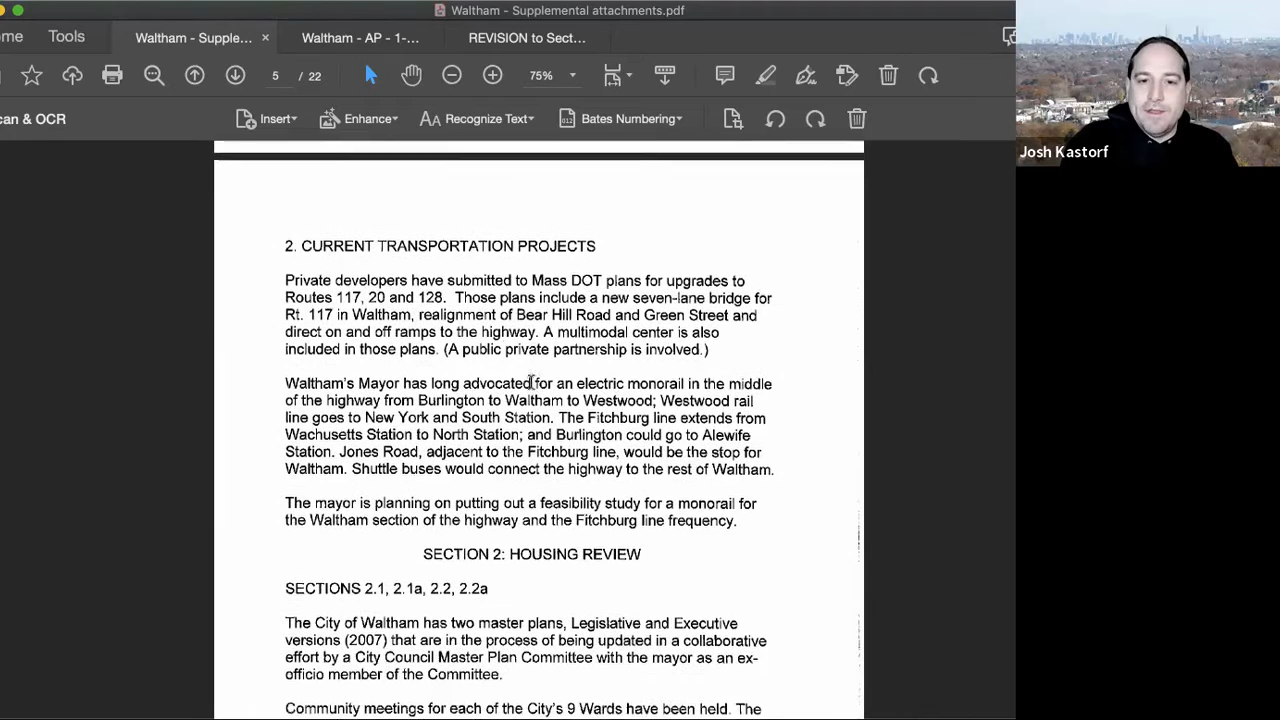 Waltham - Supplemental attachments.pdf
ome Tools Waltham - Supple... × Waltham - AP - 1-... REVISION to Sect...
5 / 22 75%
can & OCR Insert Enhance Recognize Text Bates Numbering
Josh Kastorf
2. CURRENT TRANSPORTATION PROJECTS
Private developers have submitted to Mass DOT plans for upgrades to
Routes 117, 20 and 128. Those plans include a new seven-lane bridge for
Rt. 117 in Waltham, realignment of Bear Hill Road and Green Street and
direct on and off ramps to the highway. A multimodal center is also
included in those plans. (A public private partnership is involved.)
Waltham's Mayor has long advocated for an electric monorail in the middle
of the highway from Burlington to Waltham to Westwood; Westwood rail
line goes to New York and South Station. The Fitchburg line extends from
Wachusetts Station to North Station; and Burlington could go to Alewife
Station. Jones Road, adjacent to the Fitchburg line, would be the stop for
Waltham. Shuttle buses would connect the highway to the rest of Waltham.
The mayor is planning on putting out a feasibility study for a monorail for
the Waltham section of the highway and the Fitchburg line frequency.
SECTION 2: HOUSING REVIEW
SECTIONS 2.1, 2.1a, 2.2, 2.2a
The City of Waltham has two master plans, Legislative and Executive
versions (2007) that are in the process of being updated in a collaborative
effort by a City Council Master Plan Committee with the mayor as an ex-
officio member of the Committee.
Community meetings for each of the City's 9 Wards have been held. The